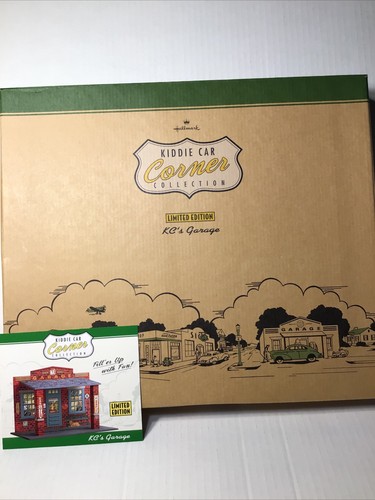 Hallmark
KIDDIE CAR
Corner
COLLECTION
LIMITED EDITION
KC's Garage
GARAGE
KIDDIE CAR
Corner
COLLECTION
Fill'er Up
with Fun!
LIMITED
EDITION
KC's Garage